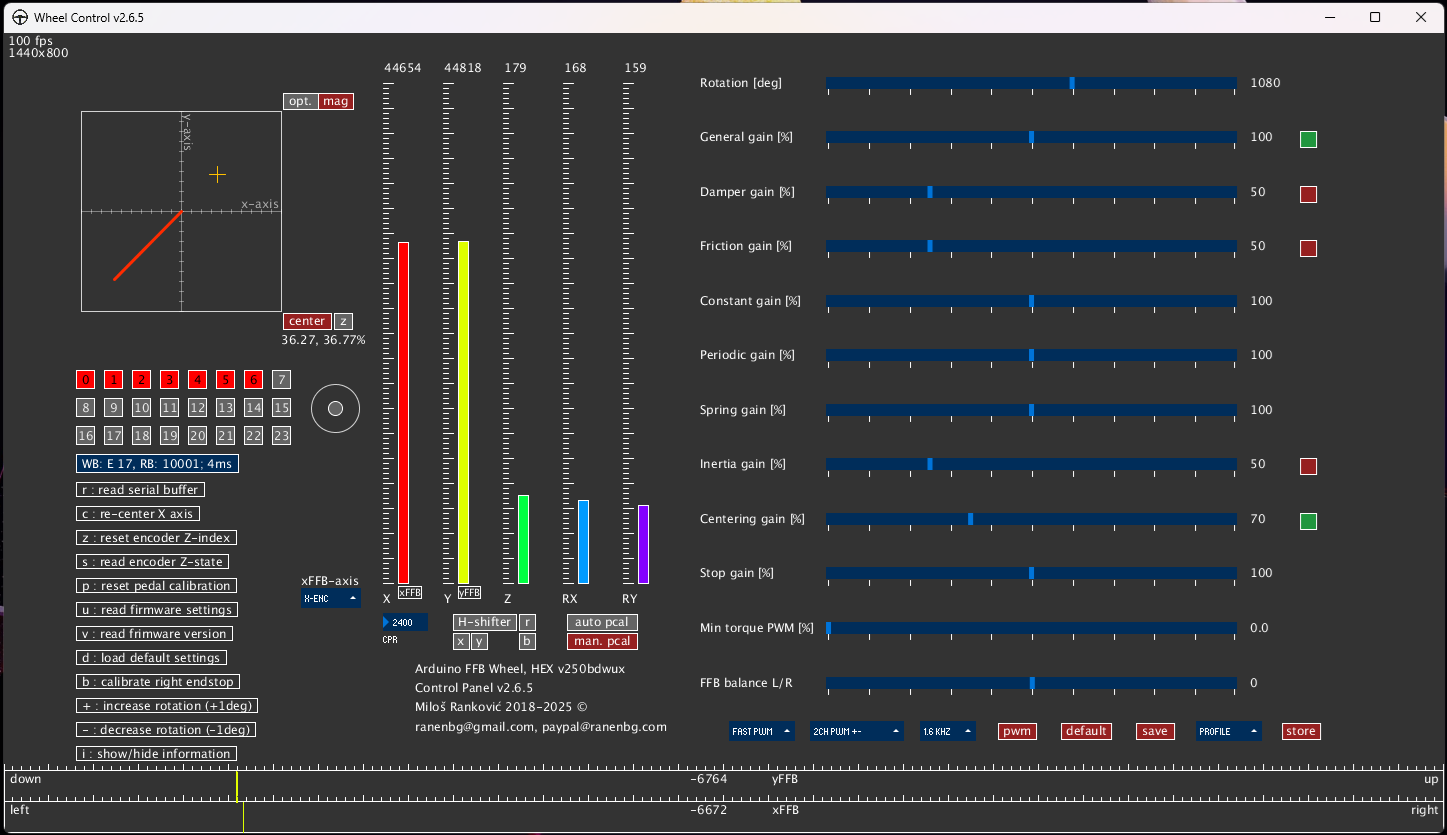 Wheel Control v2.6.5
100 fps
1440x800
44654 44818 179 168 159
opt. mag
Y-axis
x-axis
center z
36.27, 36.77%
0 1 2 3 4 5 6 7
8 9 10 11 12 13 14 15
16 17 18 19 20 21 22 23
WB: E 17, RB: 10001; 4ms
r : read serial buffer
c : re-center X axis
z : reset encoder Z-index
s : read encoder Z-state
p : reset pedal calibration
u : read firmware settings
v : read frimware version
d : load default settings
b : calibrate right endstop
+ : increase rotation (+1deg)
- : decrease rotation (-1deg)
i : show/hide information
xFFB-axis
X-ENC
X xFFB Y yFFB Z RX RY
2400
CPR
H-shifter r
x y b
auto pcal
man. pcal
Arduino FFB Wheel, HEX v250bdwux
Control Panel v2.6.5
Miloš Ranković 2018-2025 ©
ranenbg@gmail.com, paypal@ranenbg.com
Rotation [deg] 1080
General gain [%] 100
Damper gain [%] 50
Friction gain [%] 50
Constant gain [%] 100
Periodic gain [%] 100
Spring gain [%] 100
Inertia gain [%] 50
Centering gain [%] 70
Stop gain [%] 100
Min torque PWM [%] 0.0
FFB balance L/R 0
FAST PWM 2CH PWM +- 1.6 KHZ pwm default save PROFILE store
down -6764 yFFB up
left -6672 xFFB right